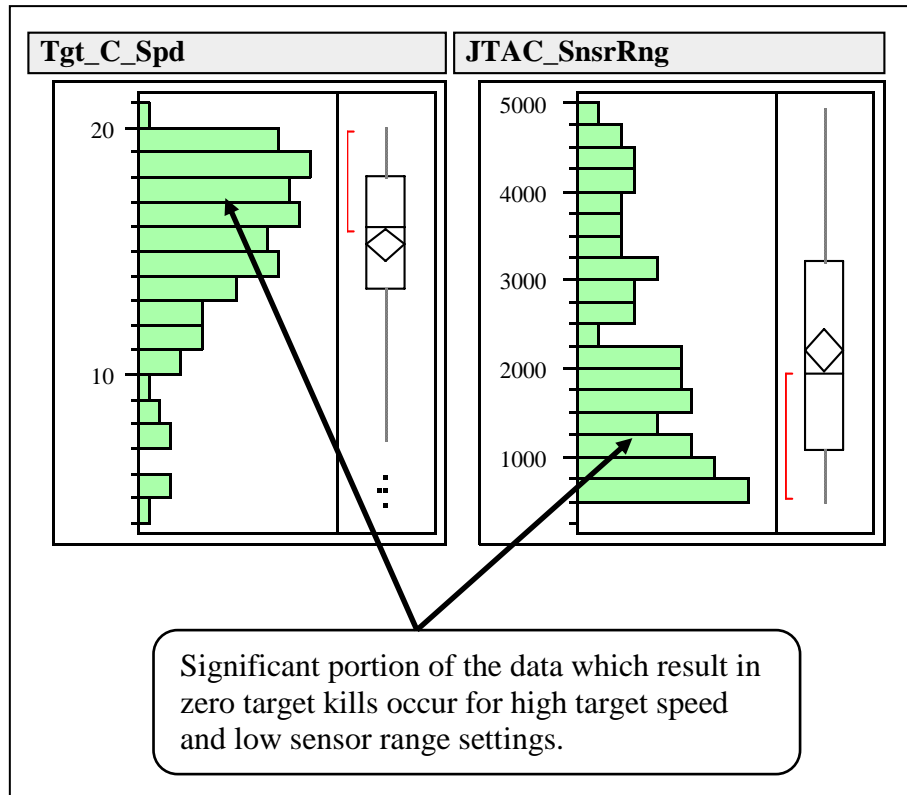 Tgt_C_Spd
20
10
JTAC_SnsrRng
5000
4000
3000
2000
1000
Significant portion of the data which result in
zero target kills occur for high target speed
and low sensor range settings.